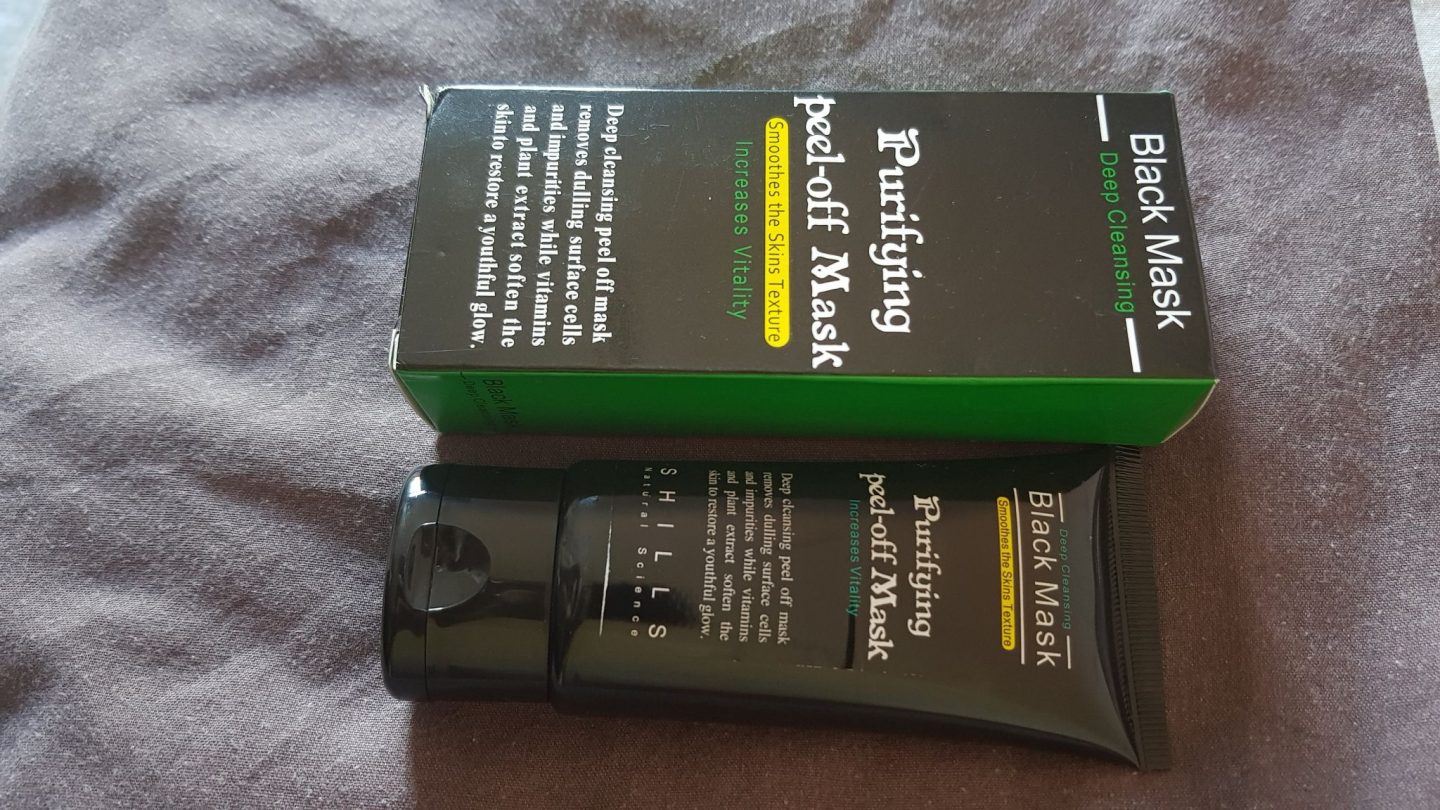 Black Mask
Deep Cleansing
Purifying
peel-off Mask
Smoothes the Skins Texture
Increases Vitality
Deep cleansing peel off mask
removes dulling surface cells
and impurities while vitamins
and plant extract soften the
skin to restore a youthful glow.
Black Mask
Deep Cleansing
Deep Cleansing
Black Mask
Smoothes the Skins Texture
Purifying
peel-off Mask
Increases Vitality
Deep cleansing peel off mask
removes dulling surface cells
and impurities while vitamins
and plant extract soften the
skin to restore a youthful glow.
SHILLS
Natural Science